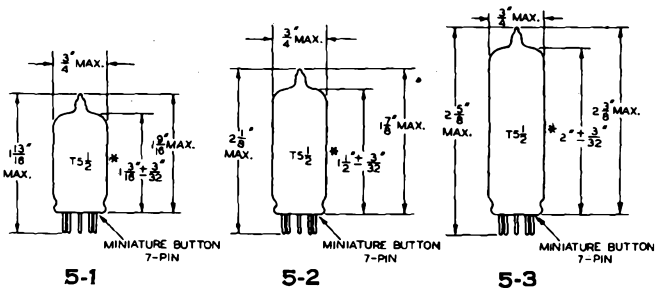 3/4" MAX.
1 13/16" MAX.
T5 1/2
* 1 3/16" ± 3/32
1 9/16" MAX.
MINIATURE BUTTON
7-PIN
5-1
3/4" MAX.
2 1/8" MAX.
T5 1/2
* 1 1/2" ± 3/32
1 7/8" MAX.
MINIATURE BUTTON
7-PIN
5-2
3/4" MAX.
2 5/8" MAX.
T5 1/2
* 2" ± 3/32
2 3/8" MAX.
MINIATURE BUTTON
7-PIN
5-3